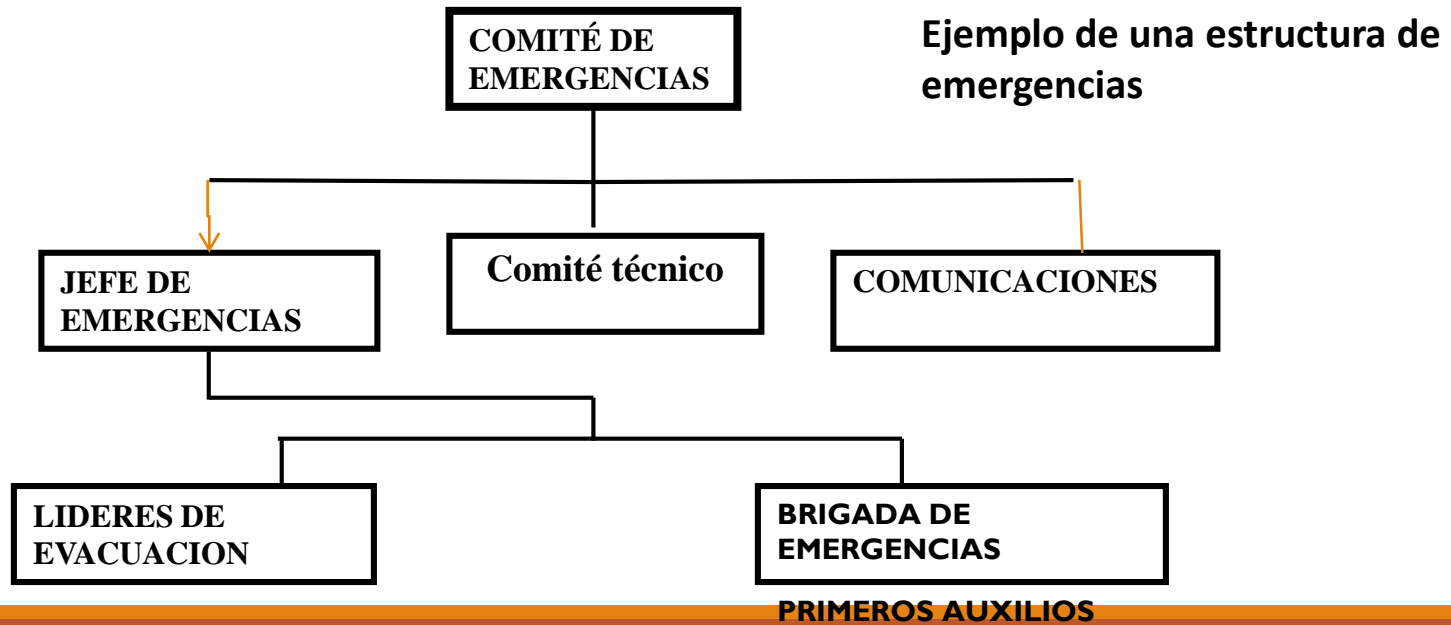 Ejemplo de una estructura de
emergencias
COMITÉ DE
EMERGENCIAS
JEFE DE
EMERGENCIAS
Comité técnico
COMUNICACIONES
LIDERES DE
EVACUACION
BRIGADA DE
EMERGENCIAS
PRIMEROS AUXILIOS